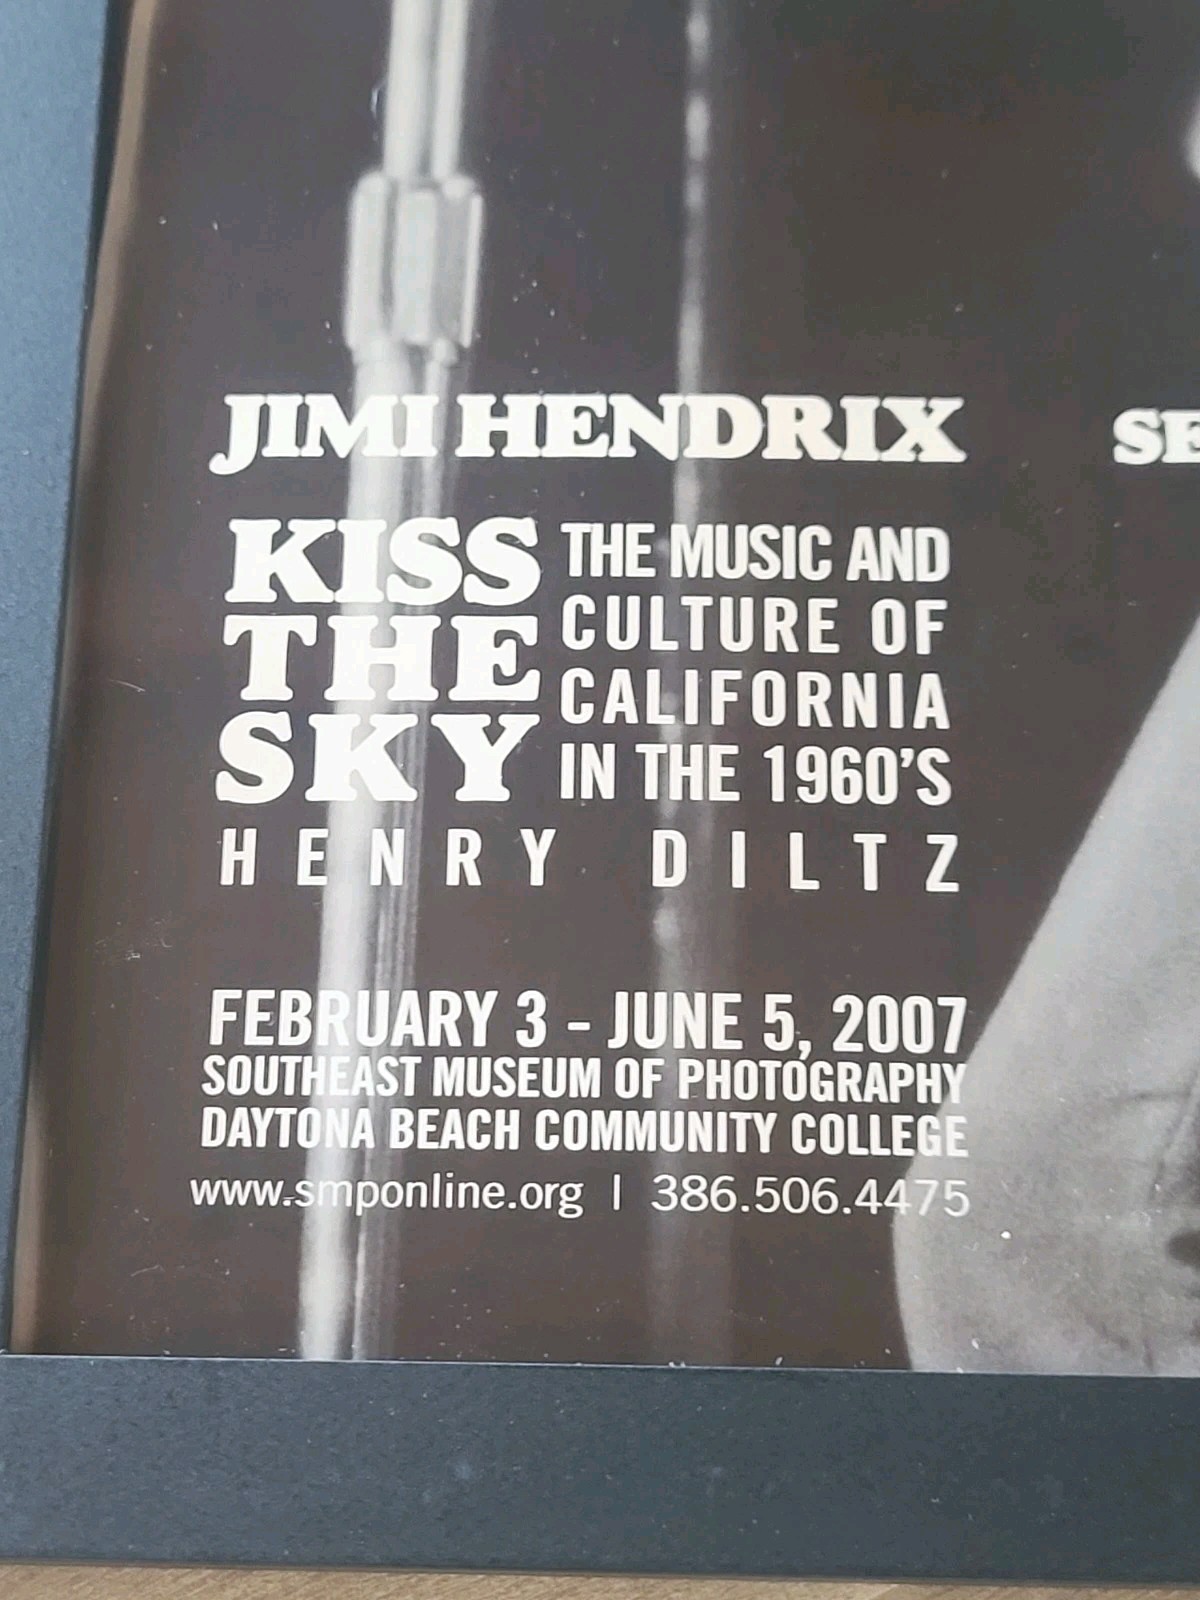 JIMI HENDRIX
SE
KISS
THE
SKY
THE MUSIC AND
CULTURE OF
CALIFORNIA
IN THE 1960'S
HENRY DILTZ
FEBRUARY 3 - JUNE 5, 2007
SOUTHEAST MUSEUM OF PHOTOGRAPHY
DAYTONA BEACH COMMUNITY COLLEGE
www.smponline.org | 386.506.4475